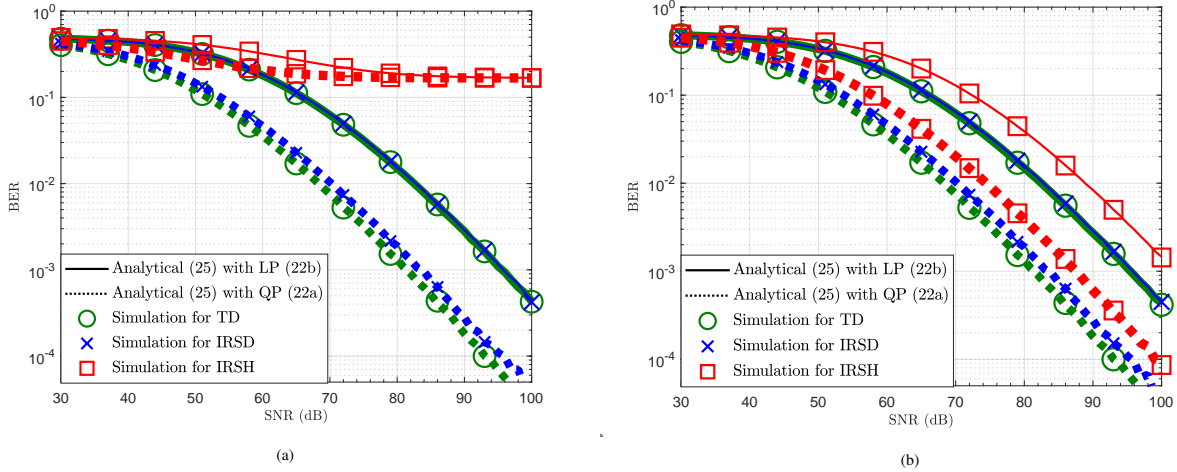 10^0
10^-1
10^-2
10^-3
10^-4
BER
30 40 50 60 70 80 90 100
SNR (dB)
Analytical (25) with LP (22b)
Analytical (25) with QP (22a)
Simulation for TD
Simulation for IRSD
Simulation for IRSH
(a)
10^0
10^-1
10^-2
10^-3
10^-4
BER
30 40 50 60 70 80 90 100
SNR (dB)
Analytical (25) with LP (22b)
Analytical (25) with QP (22a)
Simulation for TD
Simulation for IRSD
Simulation for IRSH
(b)